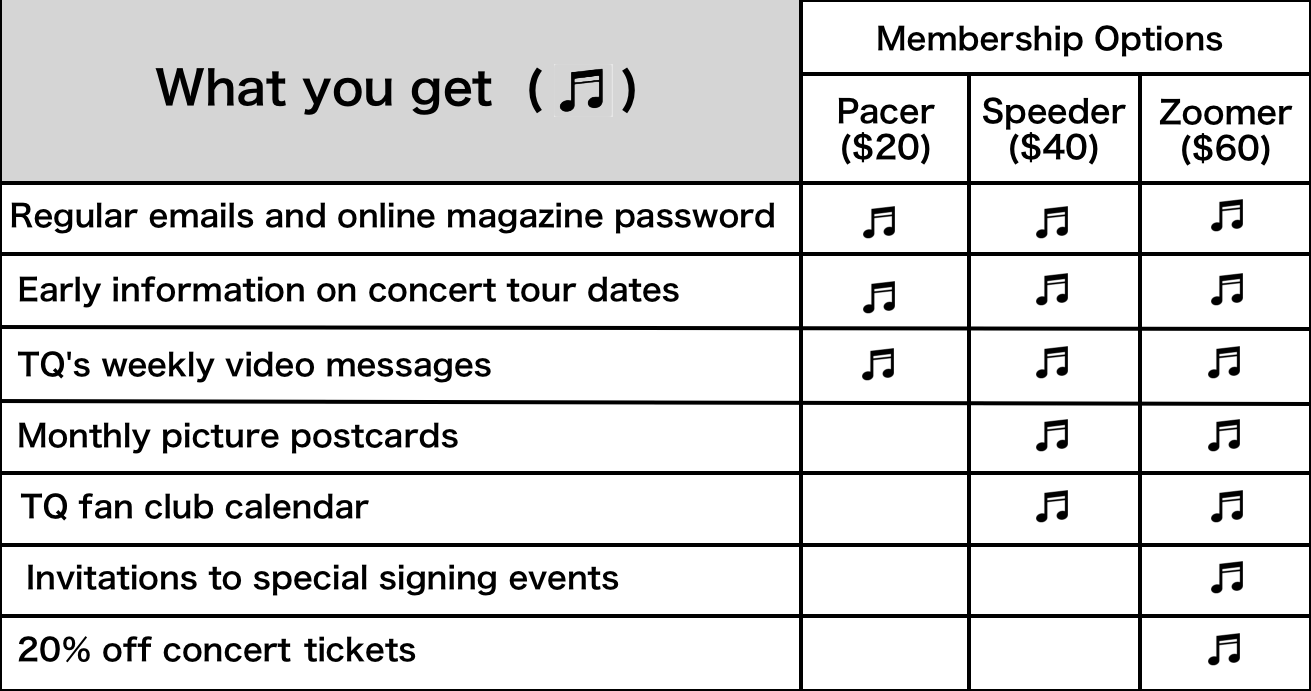 What you get (♫)
Membership Options
Pacer
($20)
Speeder
($40)
Zoomer
($60)
Regular emails and online magazine password
Early information on concert tour dates
TQ's weekly video messages
Monthly picture postcards
TQ fan club calendar
Invitations to special signing events
20% off concert tickets